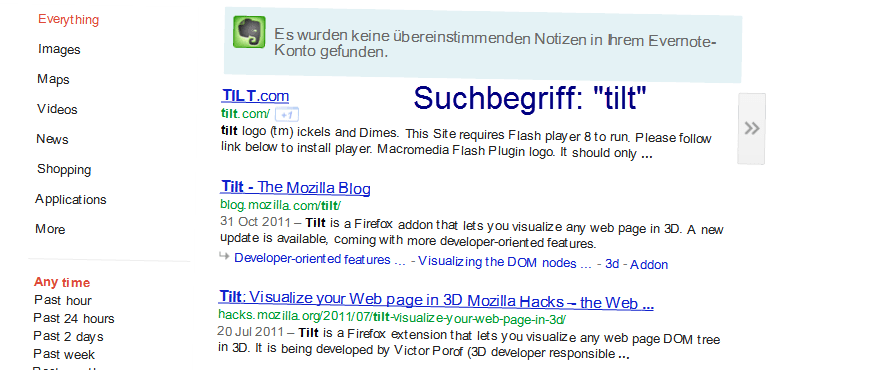 Everything
Images
Maps
Videos
News
Shopping
Applications
More
Any time
Past hour
Past 24 hours
Past 2 days
Past week
Es wurden keine übereinstimmenden Notizen in Ihrem Evernote-
Konto gefunden.
Suchbegriff: "tilt"
TILT.com
tilt.com/ +1
tilt logo (tm) ickels and Dimes. This Site requires Flash player 8 to run. Please follow
link below to install player. Macromedia Flash Plugin logo. It should only ...
»
Tilt - The Mozilla Blog
blog.mozilla.com/tilt/
31 Oct 2011 – Tilt is a Firefox addon that lets you visualize any web page in 3D. A new
update is available, coming with more developer-oriented features.
Developer-oriented features ... - Visualizing the DOM nodes ... - 3d - Addon
Tilt: Visualize your Web page in 3D Mozilla Hacks – the Web ...
hacks.mozilla.org/2011/07/tilt-visualize-your-web-page-in-3d/
20 Jul 2011 – Tilt is a Firefox extension that lets you visualize any web page DOM tree
in 3D. It is being developed by Victor Porof (3D developer responsible ...